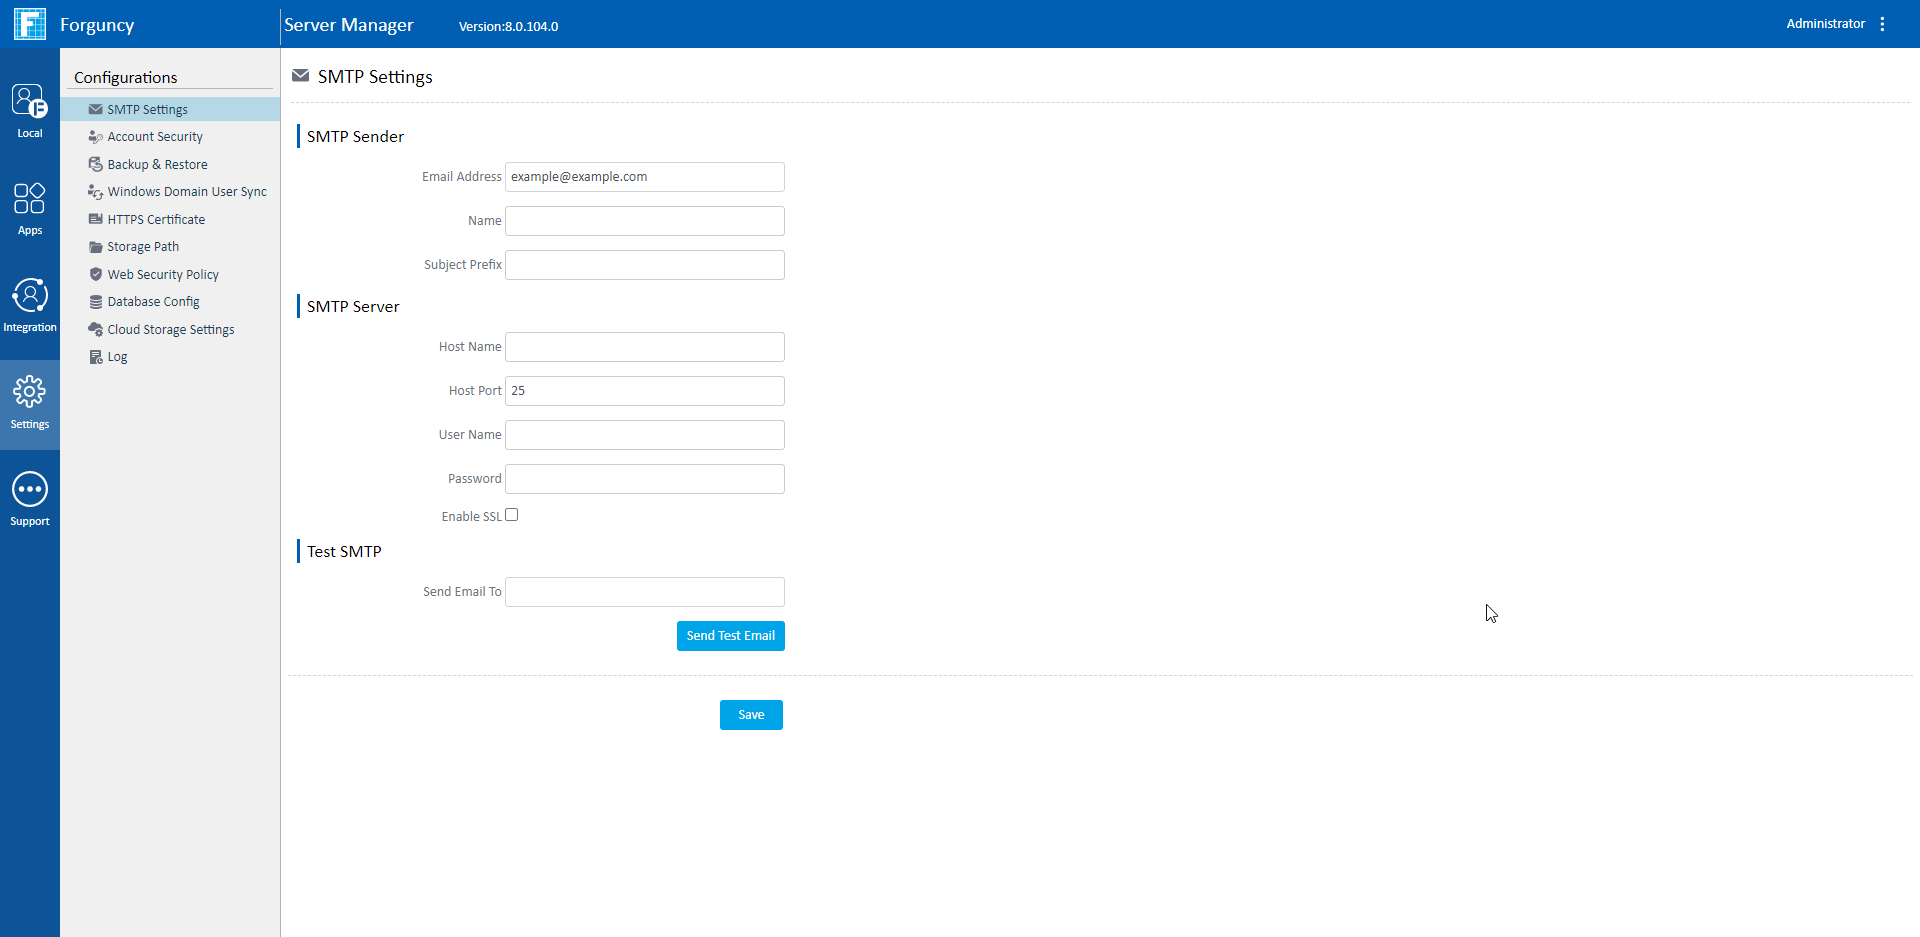 Forguncy
Server Manager
Version:8.0.104.0
Administrator
Local
Apps
Integration
Settings
Support
Configurations
SMTP Settings
Account Security
Backup & Restore
Windows Domain User Sync
HTTPS Certificate
Storage Path
Web Security Policy
Database Config
Cloud Storage Settings
Log
SMTP Settings
SMTP Sender
Email Address example@example.com
Name
Subject Prefix
SMTP Server
Host Name
Host Port 25
User Name
Password
Enable SSL
Test SMTP
Send Email To
Send Test Email
Save